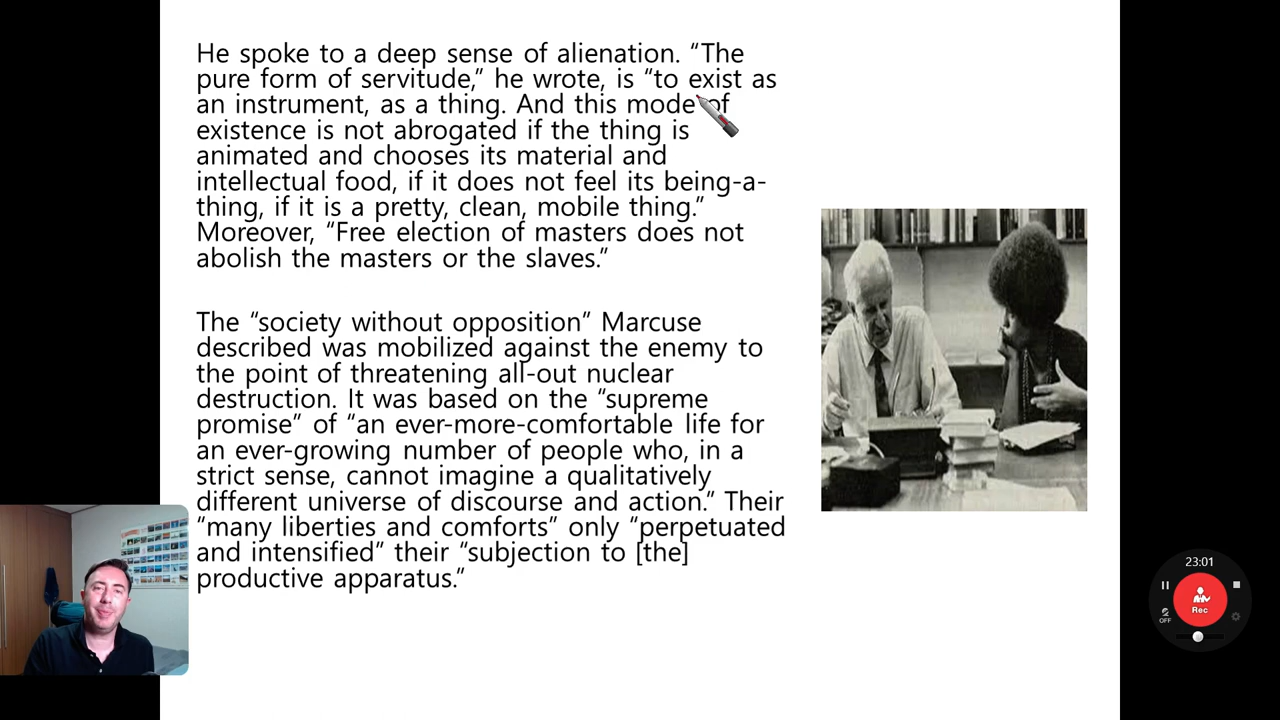 He spoke to a deep sense of alienation. “The
pure form of servitude,” he wrote, is “to exist as
an instrument, as a thing. And this mode of
existence is not abrogated if the thing is
animated and chooses its material and
intellectual food, if it does not feel its being-a-
thing, if it is a pretty, clean, mobile thing.”
Moreover, “Free election of masters does not
abolish the masters or the slaves.”
The “society without opposition” Marcuse
described was mobilized against the enemy to
the point of threatening all-out nuclear
destruction. It was based on the “supreme
promise” of “an ever-more-comfortable life for
an ever-growing number of people who, in a
strict sense, cannot imagine a qualitatively
different universe of discourse and action.” Their
“many liberties and comforts” only “perpetuated
and intensified” their “subjection to [the]
productive apparatus.”
23:01
Rec
OFF